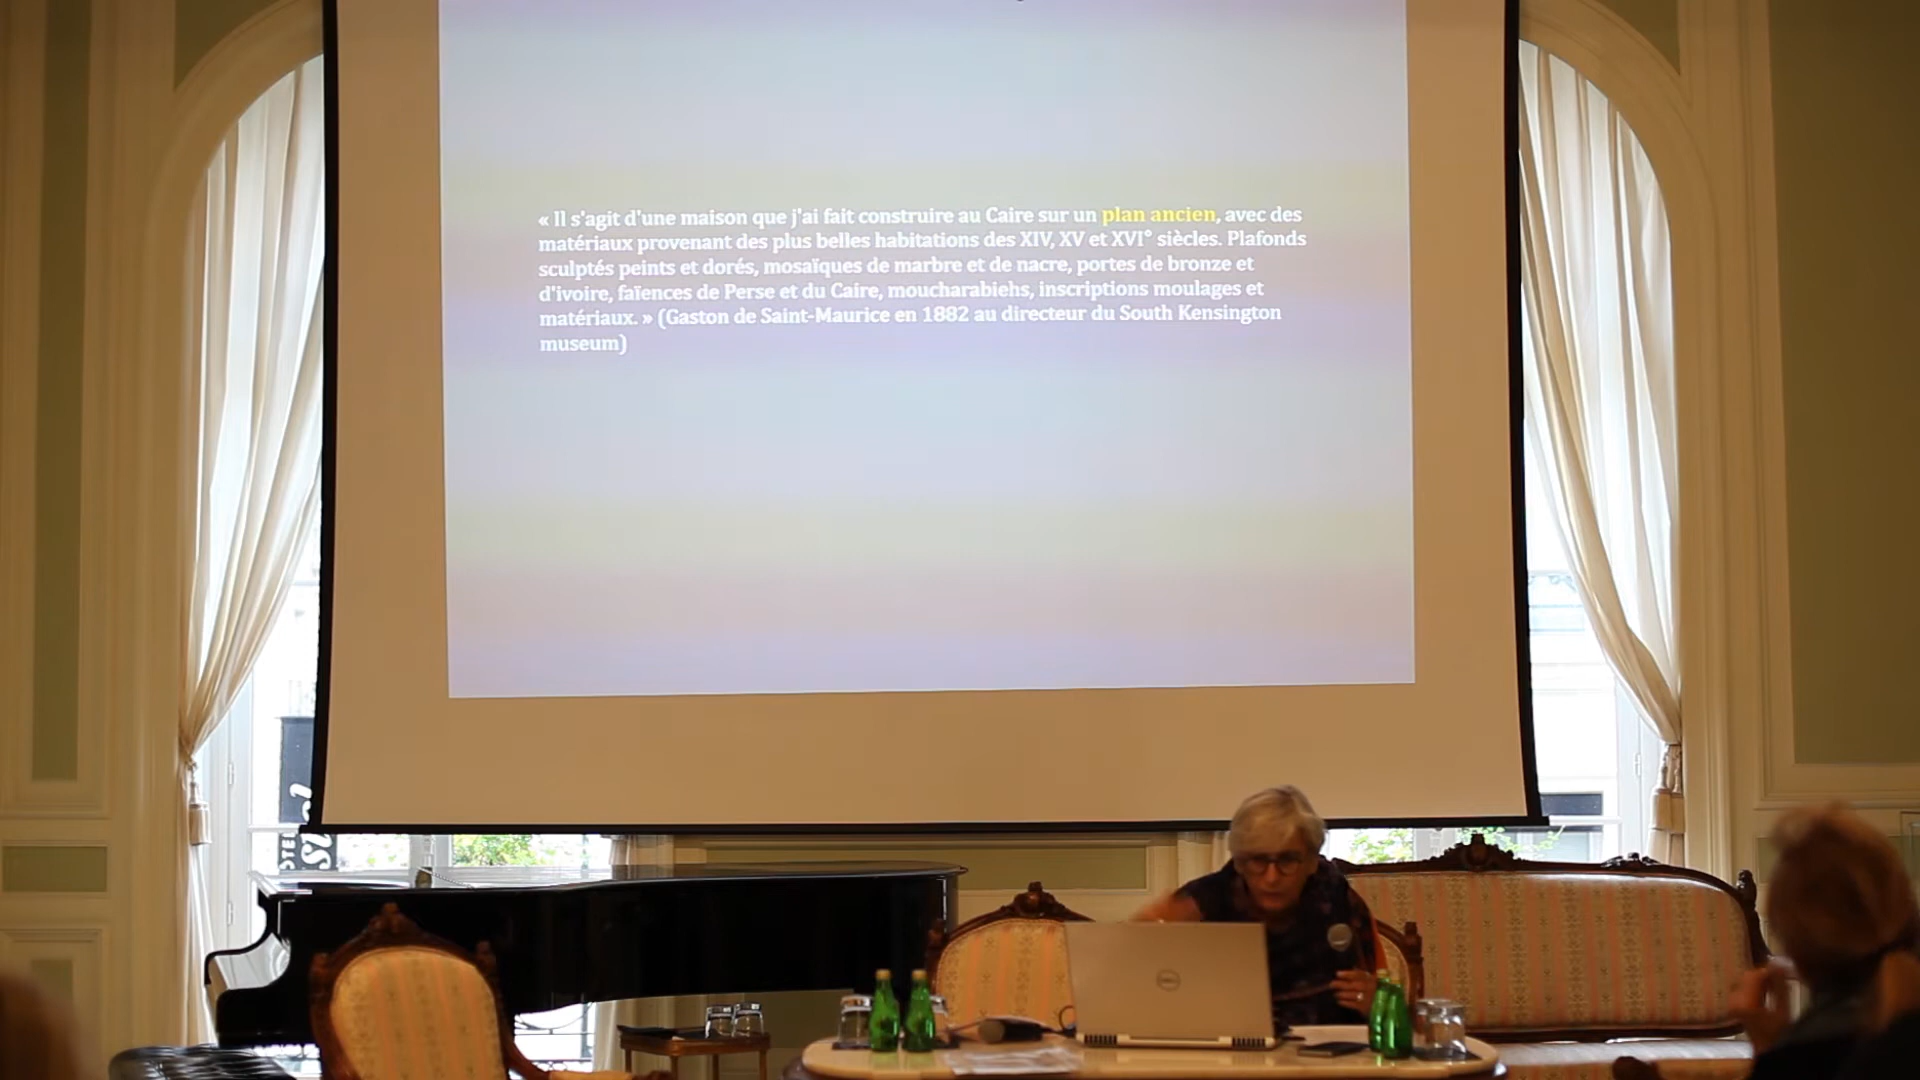 « Il s'agit d'une maison que j'ai fait construire au Caire sur un plan ancien, avec des
matériaux provenant des plus belles habitations des XIV, XV et XVI° siècles. Plafonds
sculptés peints et dorés, mosaïques de marbre et de nacre, portes de bronze et
d'ivoire, faïences de Perse et du Caire, moucharabiehs, inscriptions moulages et
matériaux. » (Gaston de Saint-Maurice en 1882 au directeur du South Kensington
museum)
DELL